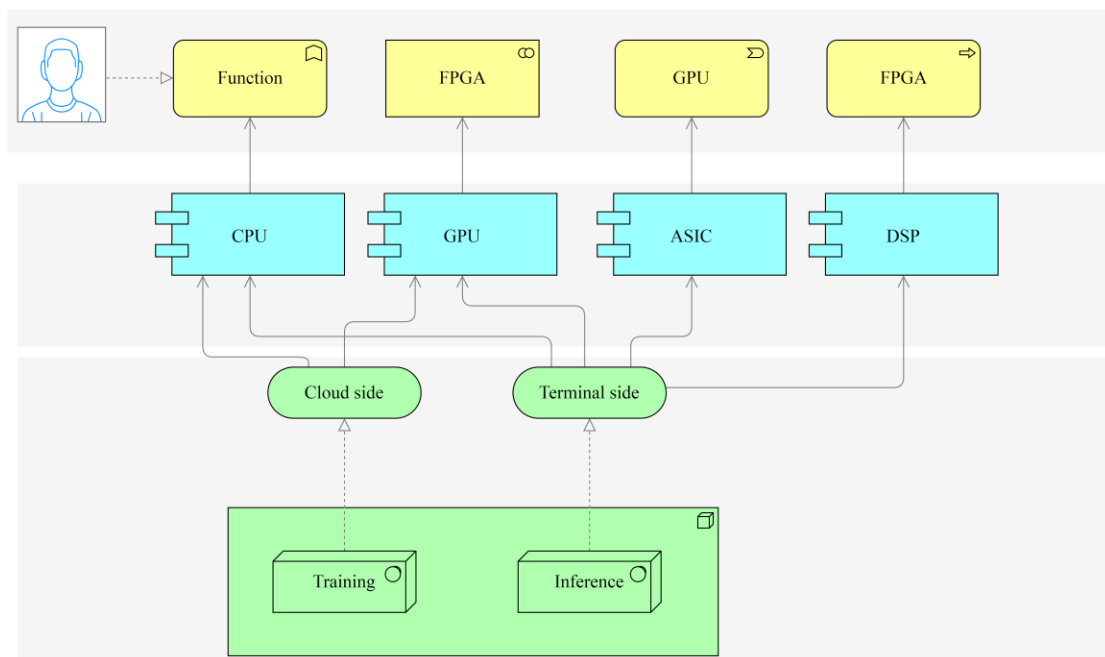 Function
FPGA
GPU
FPGA
CPU
GPU
ASIC
DSP
Cloud side
Terminal side
Training
Inference